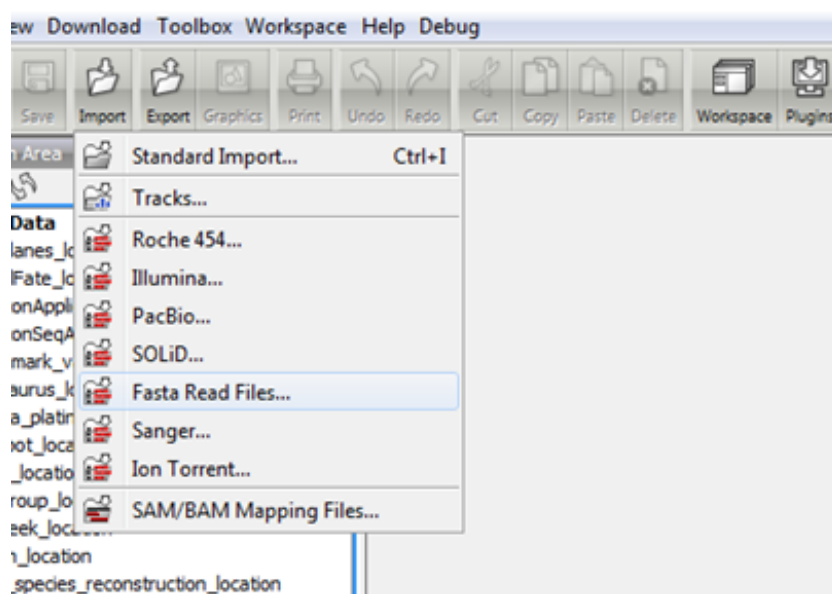 ew Download Toolbox Workspace Help Debug
Save Import Export Graphics Print Undo Redo Cut Copy Paste Delete Workspace Plugins
n Area
Standard Import... Ctrl+I
Tracks...
Data
lanes_lo
Roche 454...
lFate_lo
Illumina...
onAppli
PacBio...
onSeqA
mark_v
SOLiD...
aurus_lo
Fasta Read Files...
a_platin
oot_loca
Sanger...
_locatio
Ion Torrent...
roup_lo
eek_location
SAM/BAM Mapping Files...
n_location
_species_reconstruction_location